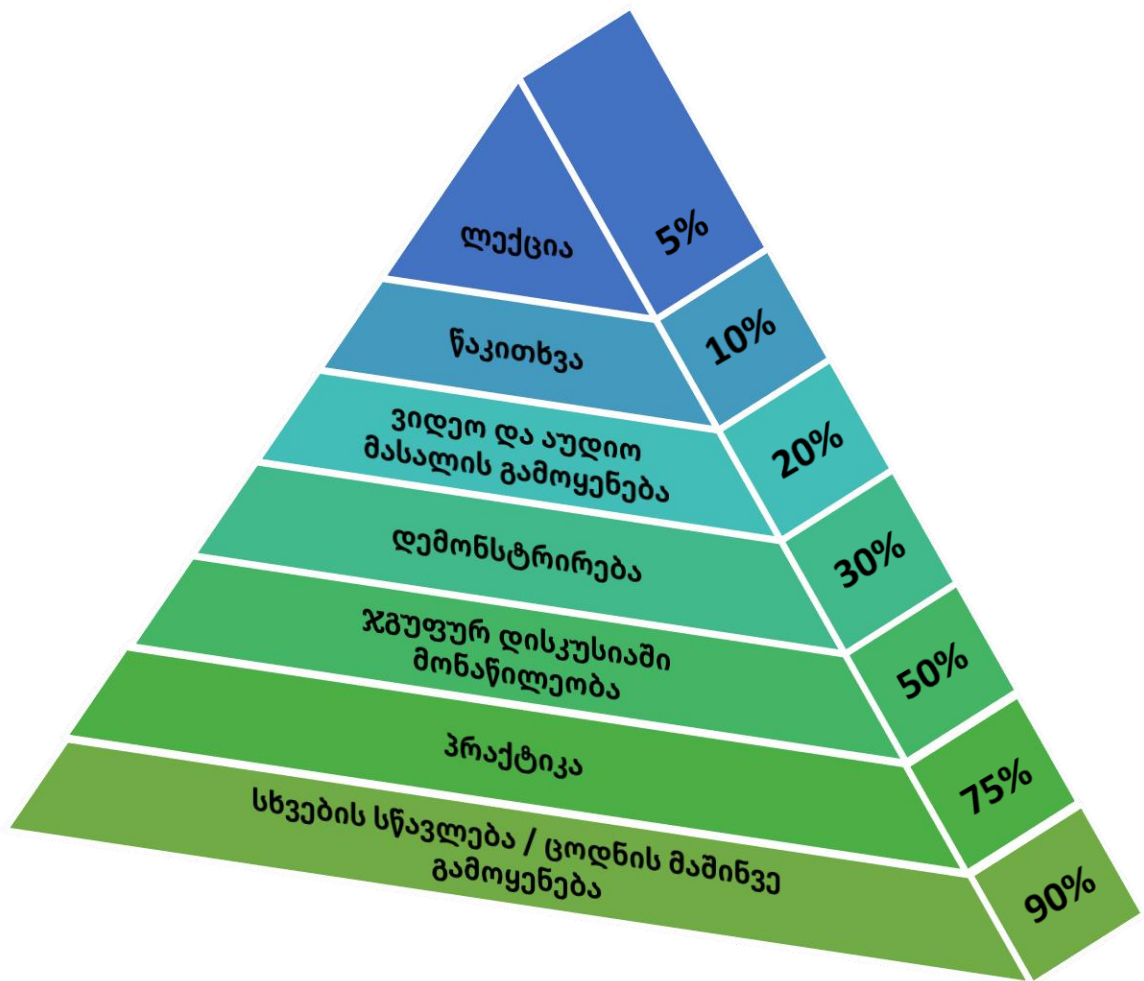 ლექცია
5%
წაკითხვა
10%
ვიდეო და აუდიო
მასალის გამოყენება
20%
დემონსტრირება
30%
ჯგუფურ დისკუსიაში
მონაწილეობა
50%
პრაქტიკა
75%
სხვების სწავლება / ცოდნის მაშინვე
გამოყენება
90%